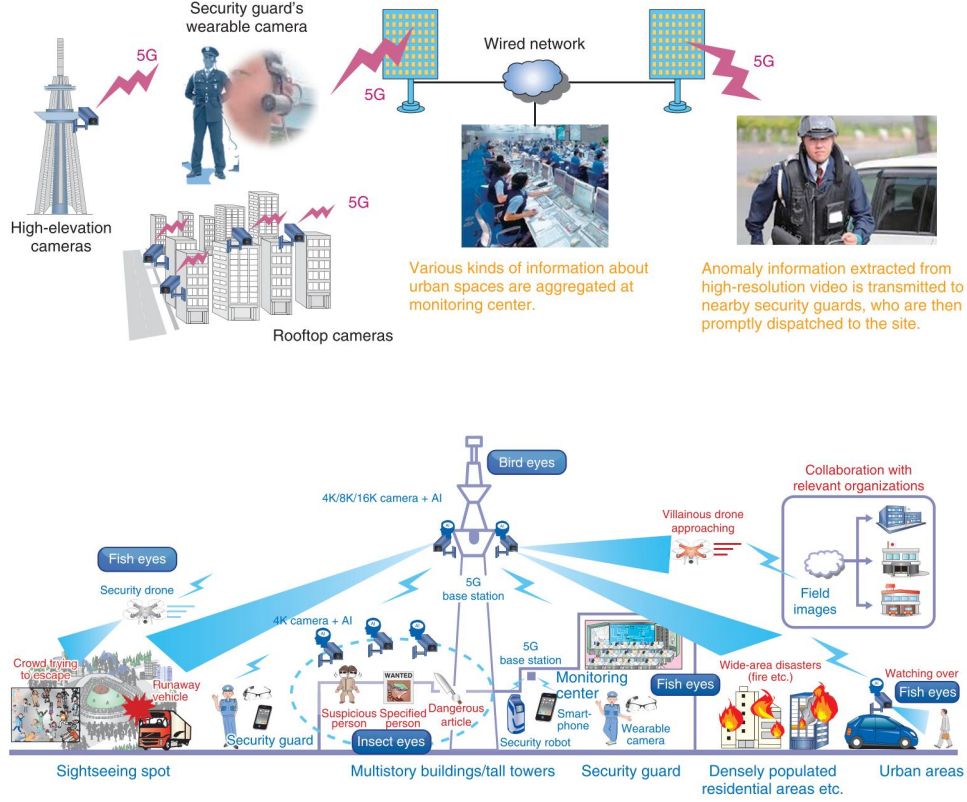 Security guard's
wearable camera
5G
Wired network
5G
5G
High-elevation
cameras
5G
Rooftop cameras
Various kinds of information about
urban spaces are aggregated at
monitoring center.
Anomaly information extracted from
high-resolution video is transmitted to
nearby security guards, who are then
promptly dispatched to the site.
Bird eyes
4K/8K/16K camera + AI
Collaboration with
relevant organizations
Villainous drone
approaching
Field
images
Fish eyes
Security drone
5G
base station
4K camera + AI
Crowd trying
to escape
Runaway
vehicle
Security guard
WANTED
Suspicious
person
Specified
person
Dangerous
article
Insect eyes
5G
base station
Monitoring
center
Smart-
phone
Security robot
Wearable
camera
Fish eyes
Wide-area disasters
(fire etc.)
Watching over
Fish eyes
Sightseeing spot
Multistory buildings/tall towers
Security guard
Densely populated
residential areas etc.
Urban areas